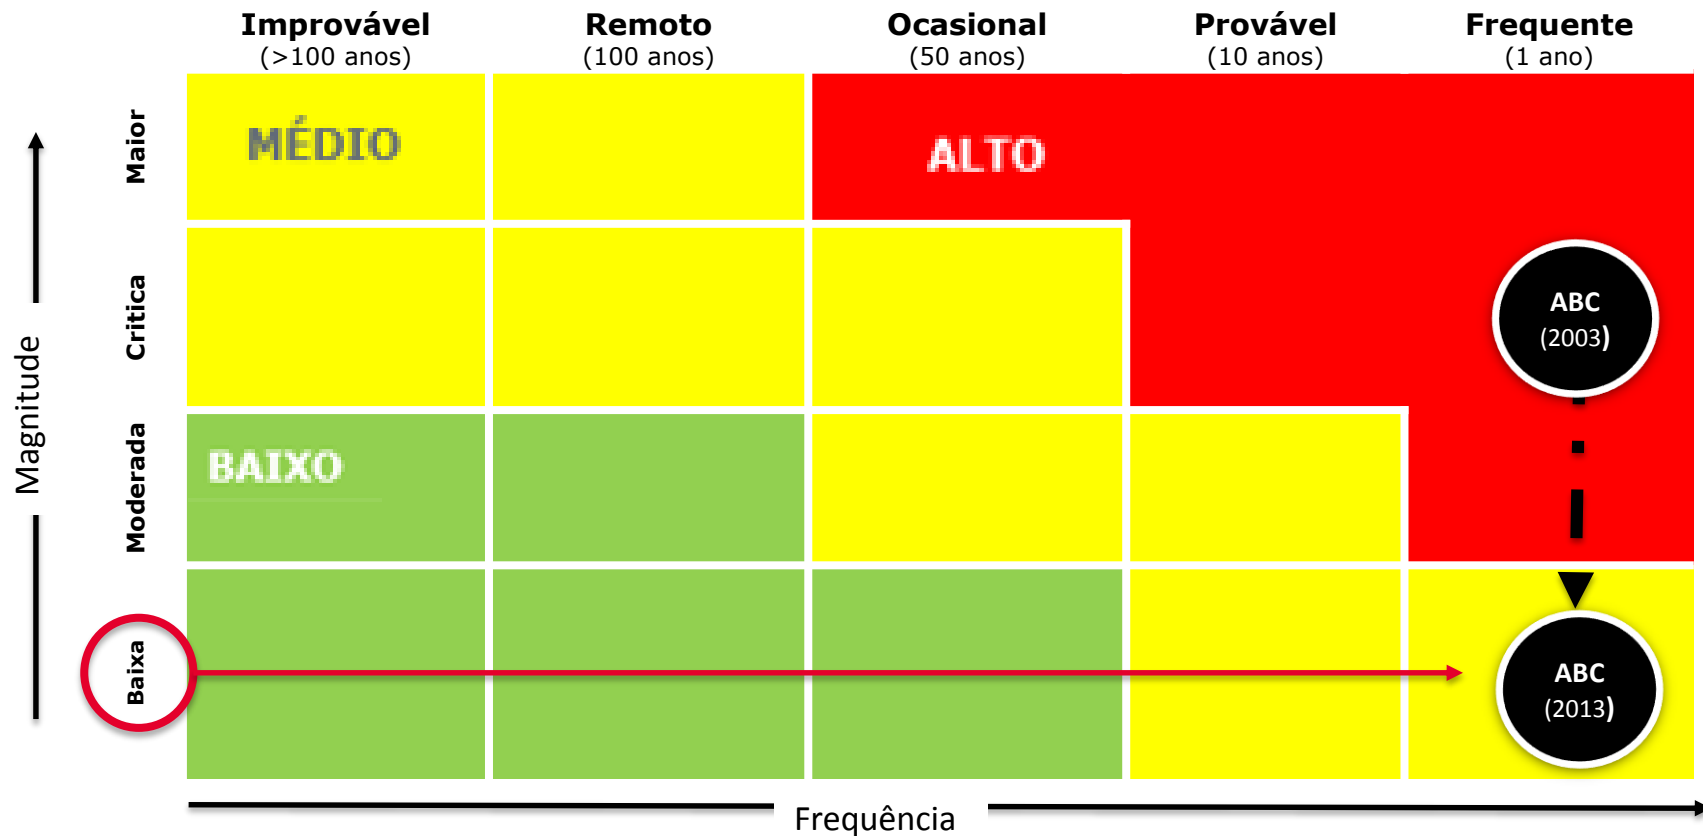 Improvável
(>100 anos)
Remoto
(100 anos)
Ocasional
(50 anos)
Provável
(10 anos)
Frequente
(1 ano)
Magnitude
Maior
MÉDIO
ALTO
Critica
ABC
(2003)
Moderada
BAIXO
Baixa
ABC
(2013)
Frequência